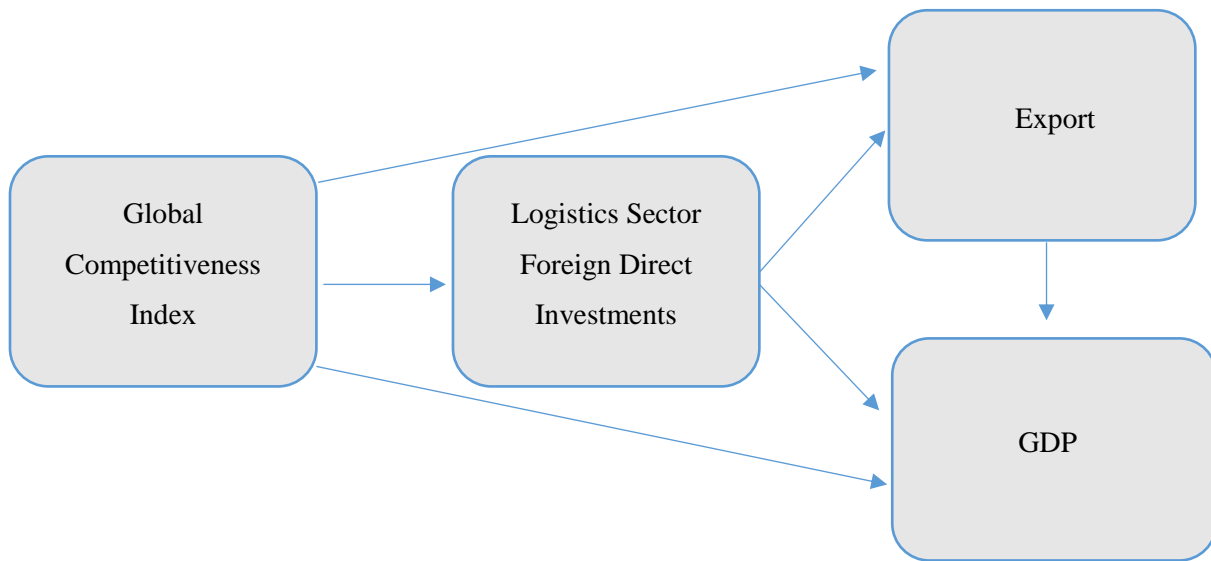 Global
Competitiveness
Index
Logistics Sector
Foreign Direct
Investments
Export
GDP